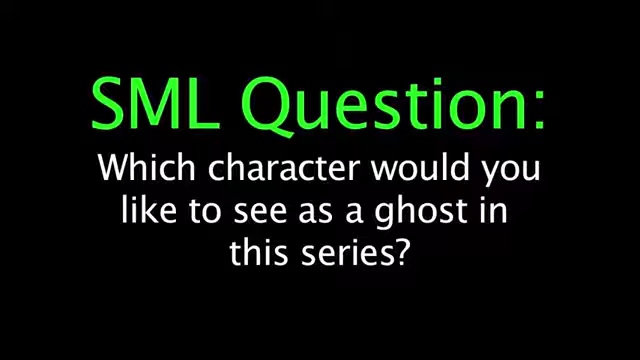 SML Question:
Which character would you
like to see as a ghost in
this series?